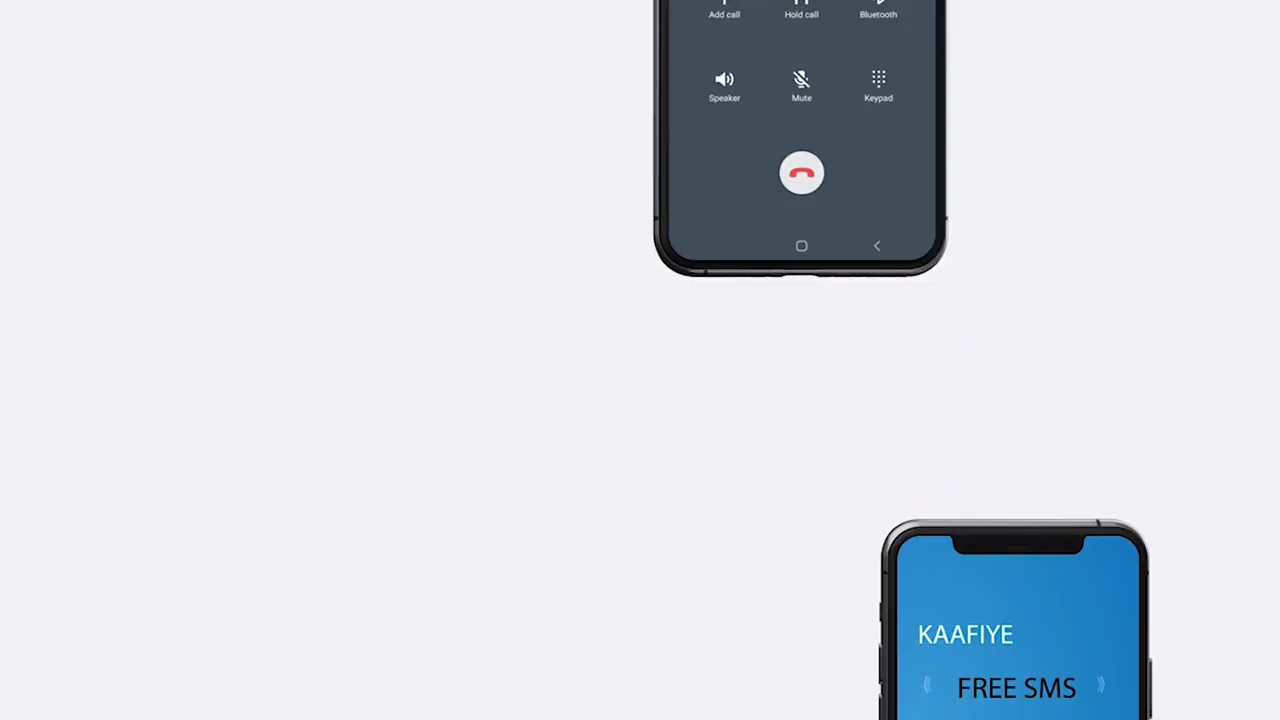 Add call Hold call Bluetooth
Speaker Mute Keypad
KAAFIYE
FREE SMS